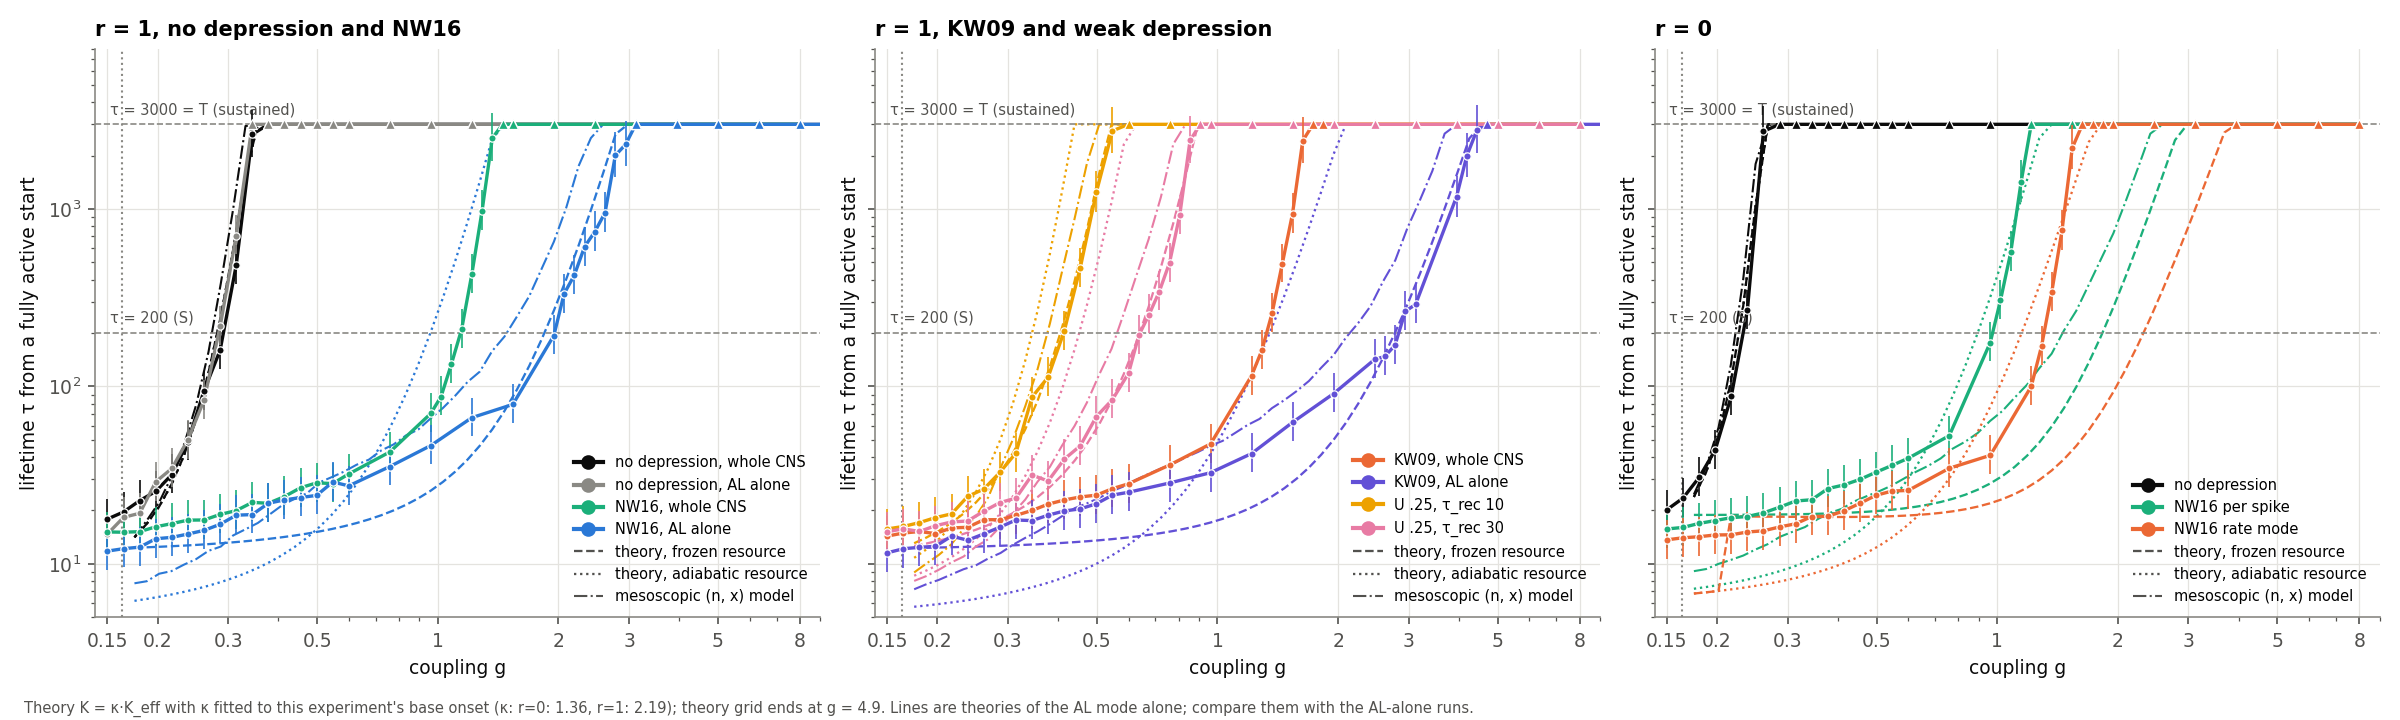 r = 1, no depression and NW16
lifetime τ from a fully active start
10³
10²
10¹
τ = 3000 = T (sustained)
τ = 200 (S)
no depression, whole CNS
no depression, AL alone
NW16, whole CNS
NW16, AL alone
theory, frozen resource
theory, adiabatic resource
mesoscopic (n, x) model
0.15 0.2 0.3 0.5 1 2 3 5 8
coupling g
r = 1, KW09 and weak depression
lifetime τ from a fully active start
τ = 3000 = T (sustained)
τ = 200 (S)
KW09, whole CNS
KW09, AL alone
U .25, τ_rec 10
U .25, τ_rec 30
theory, frozen resource
theory, adiabatic resource
mesoscopic (n, x) model
0.15 0.2 0.3 0.5 1 2 3 5 8
coupling g
r = 0
lifetime τ from a fully active start
τ = 3000 = T (sustained)
τ = 200 (S)
no depression
NW16 per spike
NW16 rate mode
theory, frozen resource
theory, adiabatic resource
mesoscopic (n, x) model
0.15 0.2 0.3 0.5 1 2 3 5 8
coupling g
Theory K = κ·K_eff with κ fitted to this experiment's base onset (κ: r=0: 1.36, r=1: 2.19); theory grid ends at g = 4.9. Lines are theories of the AL mode alone; compare them with the AL-alone runs.